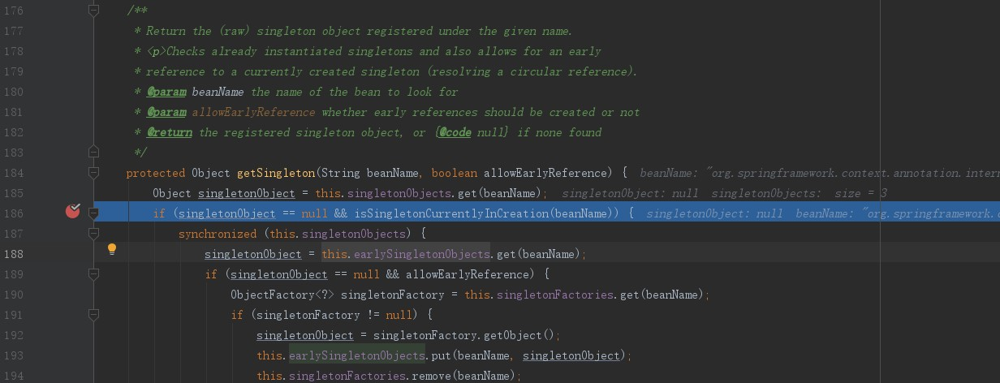 176 /**
177 * Return the (raw) singleton object registered under the given name.
178 * <p>Checks already instantiated singletons and also allows for an early
179 * reference to a currently created singleton (resolving a circular reference).
180 * @param beanName the name of the bean to look for
181 * @param allowEarlyReference whether early references should be created or not
182 * @return the registered singleton object, or {@code null} if none found
183 */
184 protected Object getSingleton(String beanName, boolean allowEarlyReference) { beanName: "org.springframework.context.annotation.intern
185 Object singletonObject = this.singletonObjects.get(beanName); singletonObject: null singletonObjects: size = 3
186 if (singletonObject == null && isSingletonCurrentlyInCreation(beanName)) { singletonObject: null beanName: "org.springframework.c
187 synchronized (this.singletonObjects) {
188 singletonObject = this.earlySingletonObjects.get(beanName);
189 if (singletonObject == null && allowEarlyReference) {
190 ObjectFactory<?> singletonFactory = this.singletonFactories.get(beanName);
191 if (singletonFactory != null) {
192 singletonObject = singletonFactory.getObject();
193 this.earlySingletonObjects.put(beanName, singletonObject);
194 this.singletonFactories.remove(beanName);